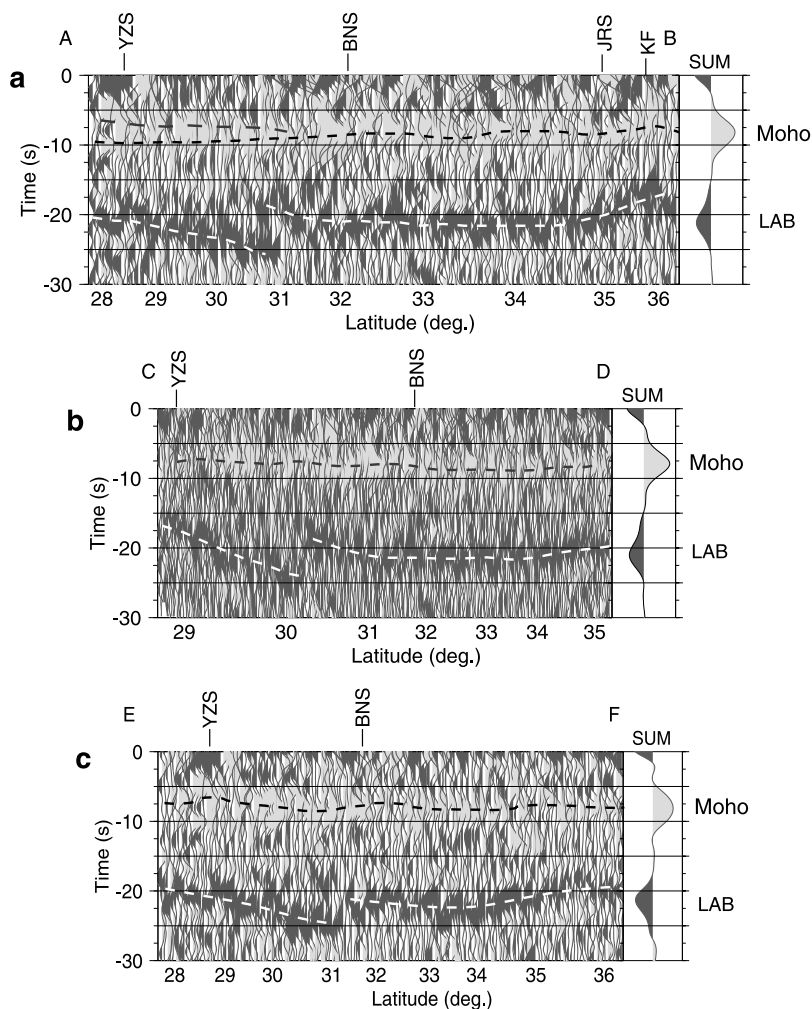 A YZS BNS JRS KF B
SUM
a
0
-10
-20
-30
Time (s)
Moho
LAB
28 29 30 31 32 33 34 35 36
Latitude (deg.)
C YZS BNS D
SUM
b
0
-10
-20
-30
Time (s)
Moho
LAB
29 30 31 32 33 34 35
Latitude (deg.)
E YZS BNS F
SUM
c
0
-10
-20
-30
Time (s)
Moho
LAB
28 29 30 31 32 33 34 35 36
Latitude (deg.)